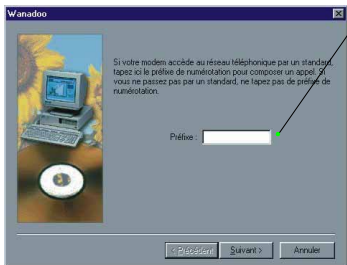 Wanadoo
Si votre modem accède au réseau téléphonique par un standard,
tapez ici le préfixe de numérotation pour composer un appel. Si
vous ne passez pas par un standard, ne tapez pas de préfixe de
numérotation.
Préfixe :
< Précédent Suivant > Annuler